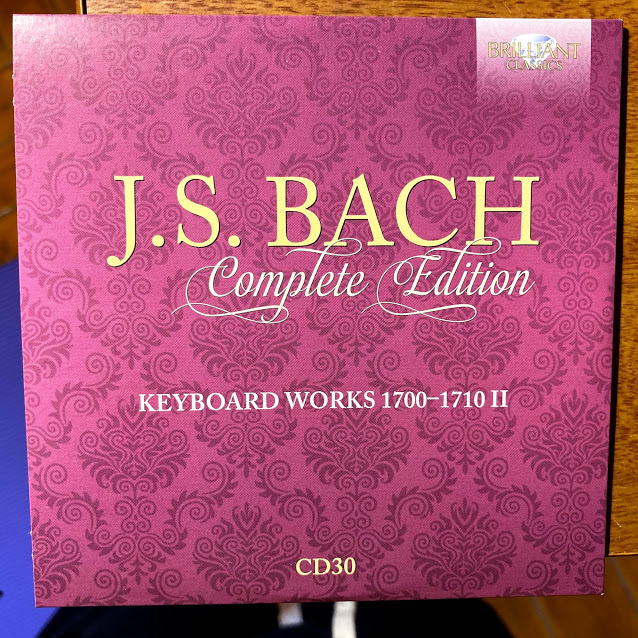 BRILLIANT
CLASSICS
J.S. BACH
Complete Edition
KEYBOARD WORKS 1700–1710 II
CD30